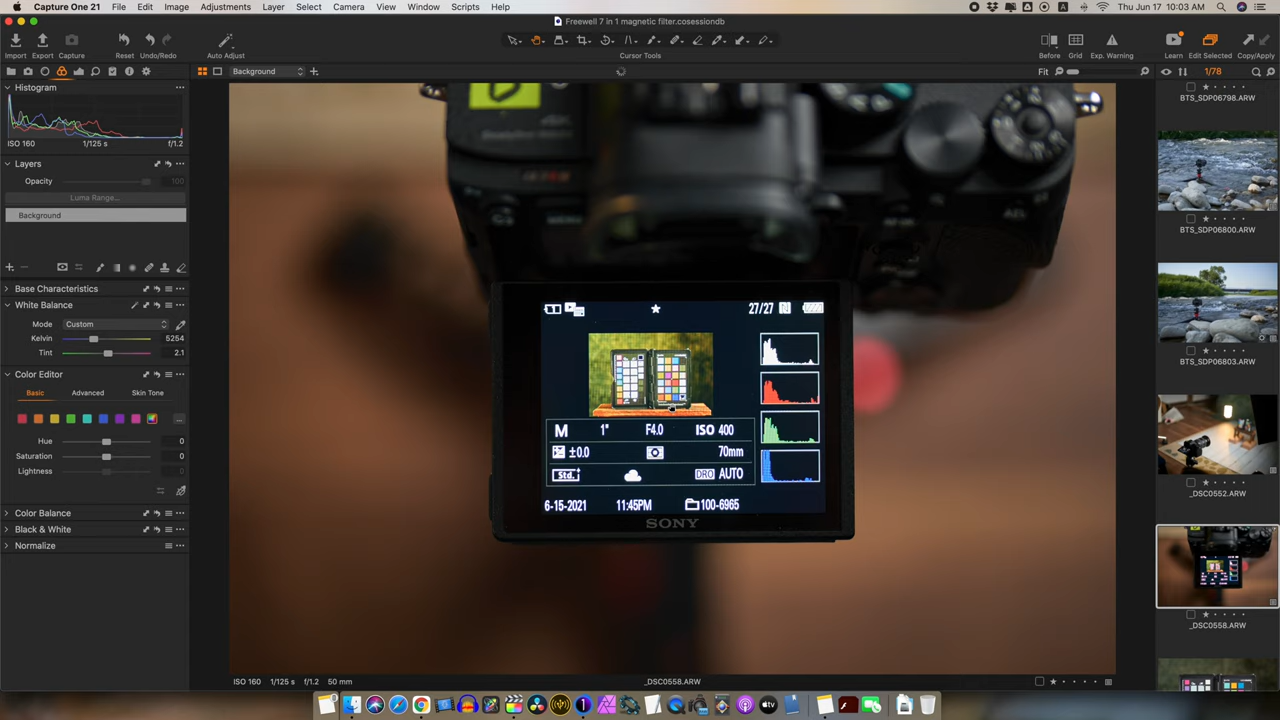 Capture One 21 File Edit Image Adjustments Layer Select Camera View Window Scripts Help Thu Jun 17 10:03 AM
Freewell 7 in 1 magnetic filter.cosessiondb
Import Export Capture Reset Undo/Redo Auto Adjust Cursor Tools Before Grid Exp. Warning Learn Edit Selected Copy/Apply
Background Fit 1/78
Histogram
ISO 160 1/125 s f/1.2
Layers
Opacity 100
Luma Range...
Background
Base Characteristics
White Balance
Mode Custom
Kelvin 5254
Tint 2.1
Color Editor
Basic Advanced Skin Tone
Hue 0
Saturation 0
Lightness 0
Color Balance
Black & White
Normalize
4K
27/27
M 1" F4.0 ISO 400
±0.0 70mm
Std. DRO AUTO
6-15-2021 11:45PM 100-6965
SONY
ISO 160 1/125 s f/1.2 50 mm _DSC0558.ARW
BTS_SDP06798.ARW
BTS_SDP06800.ARW
BTS_SDP06803.ARW
_DSC0552.ARW
_DSC0558.ARW